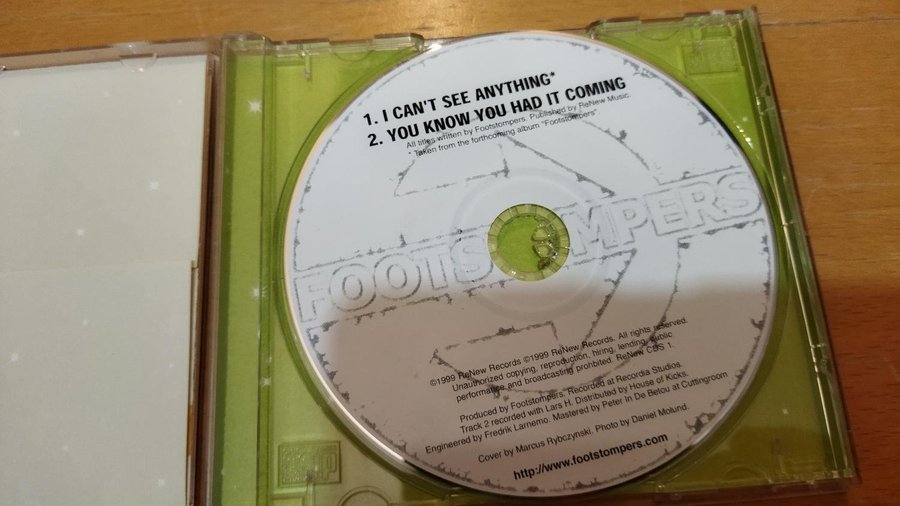 1. I CAN'T SEE ANYTHING*
2. YOU KNOW YOU HAD IT COMING
All titles written by Footstompers. Published by ReNew Music.
* Taken from the forthcoming album "Footstompers"
FOOTSTOMPERS
©1999 ReNew Records ©1999 ReNew Records. All rights reserved.
Unauthorized copying, reproduction, hiring, lending, public
performance and broadcasting prohibited. ReNew CDS 1.
Produced by Footstompers. Recorded at Recordia Studios.
Track 2 recorded with Lars H. Distributed by House of Kicks.
Engineered by Fredrik Larnemo. Mastered by Peter In De Betou at Cuttingroom
Cover by Marcus Rybczynski. Photo by Daniel Molund.
http://www.footstompers.com